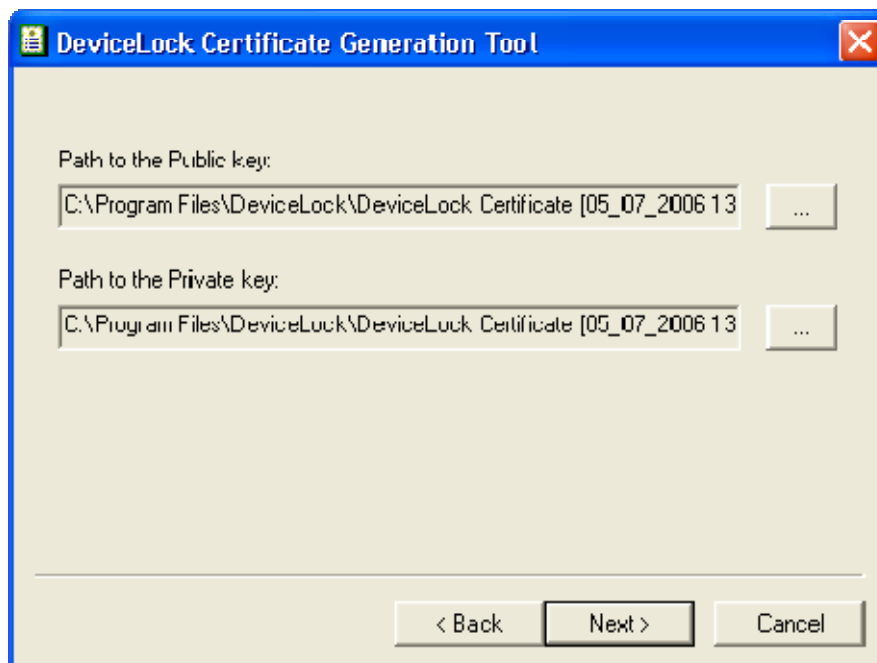 DeviceLock Certificate Generation Tool
Path to the Public key:
C:\Program Files\DeviceLock\DeviceLock Certificate [05_07_2006 13
...
Path to the Private key:
C:\Program Files\DeviceLock\DeviceLock Certificate [05_07_2006 13
...
< Back Next > Cancel